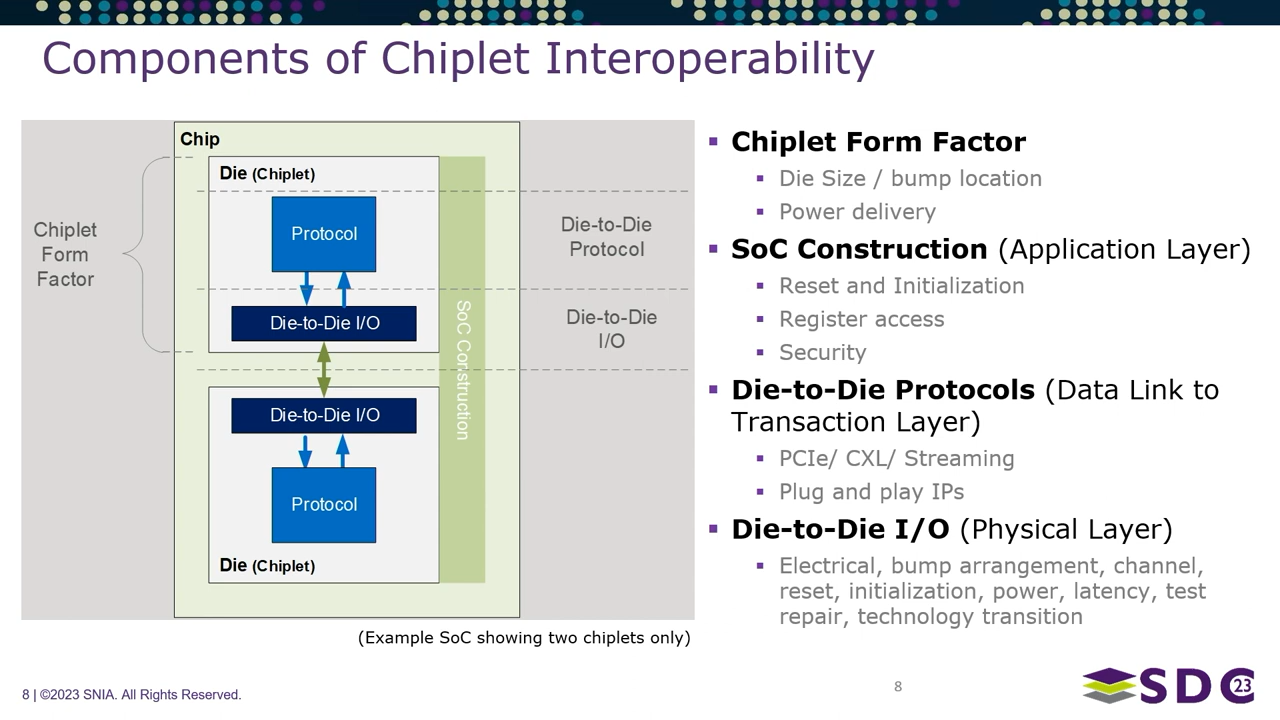 Components of Chiplet Interoperability
Chip
Die (Chiplet)
Protocol
Die-to-Die I/O
Die-to-Die I/O
Protocol
Die (Chiplet)
SoC Construction
Chiplet
Form
Factor
Die-to-Die
Protocol
Die-to-Die
I/O
(Example SoC showing two chiplets only)
▪ Chiplet Form Factor
▪ Die Size / bump location
▪ Power delivery
▪ SoC Construction (Application Layer)
▪ Reset and Initialization
▪ Register access
▪ Security
▪ Die-to-Die Protocols (Data Link to
Transaction Layer)
▪ PCIe/ CXL/ Streaming
▪ Plug and play IPs
▪ Die-to-Die I/O (Physical Layer)
▪ Electrical, bump arrangement, channel,
reset, initialization, power, latency, test
repair, technology transition
8 | ©2023 SNIA. All Rights Reserved.
8
SDC 23